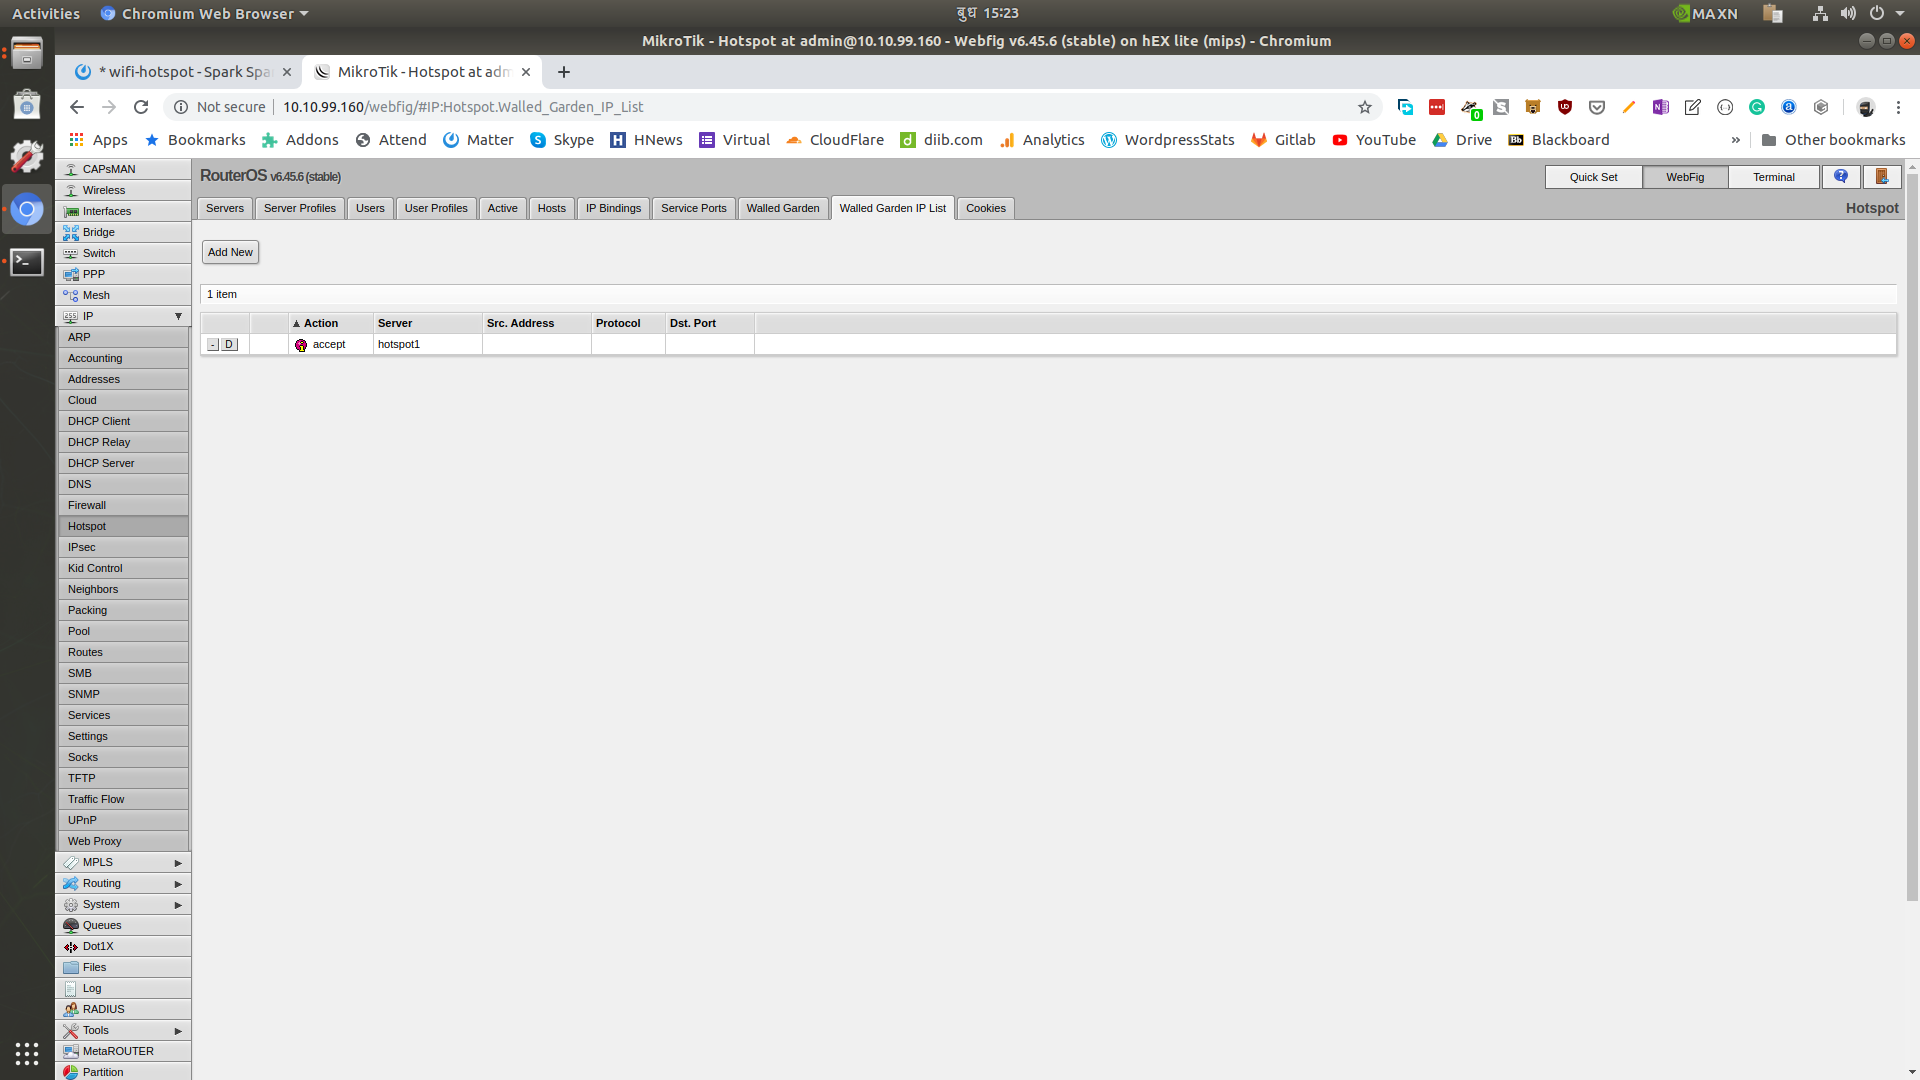 Activities Chromium Web Browser बुध 15:23 MAXN
MikroTik - Hotspot at admin@10.10.99.160 - Webfig v6.45.6 (stable) on hEX lite (mips) - Chromium
* wifi-hotspot - Spark Spa MikroTik - Hotspot at adm
Not secure 10.10.99.160/webfig/#IP:Hotspot.Walled_Garden_IP_List
0
Apps Bookmarks Addons Attend Matter Skype HNews Virtual CloudFlare diib.com Analytics WordpressStats Gitlab YouTube Drive Blackboard » Other bookmarks
RouterOS v6.45.6 (stable)
Quick Set WebFig Terminal
Servers Server Profiles Users User Profiles Active Hosts IP Bindings Service Ports Walled Garden Walled Garden IP List Cookies Hotspot
Add New
1 item
Action Server Src. Address Protocol Dst. Port
- D accept hotspot1
CAPsMAN
Wireless
Interfaces
Bridge
Switch
PPP
Mesh
IP
ARP
Accounting
Addresses
Cloud
DHCP Client
DHCP Relay
DHCP Server
DNS
Firewall
Hotspot
IPsec
Kid Control
Neighbors
Packing
Pool
Routes
SMB
SNMP
Services
Settings
Socks
TFTP
Traffic Flow
UPnP
Web Proxy
MPLS
Routing
System
Queues
Dot1X
Files
Log
RADIUS
Tools
MetaROUTER
Partition